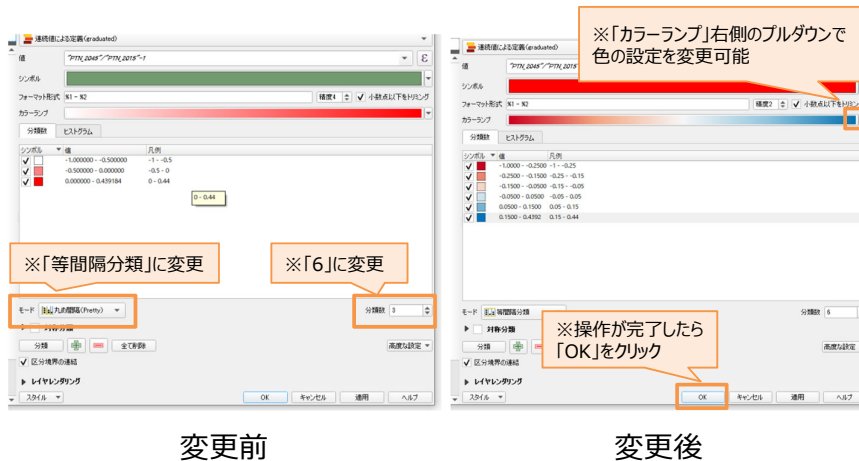 連続値による定義(graduated)
値
"PTN_2045"/"PTN_2015"-1
ε
シンボル
フォーマット形式 %1 - %2
精度4
小数点以下をトリミング
カラーランプ
分類数 ヒストグラム
シンボル 値 凡例
-1.000000 - -0.500000 -1 - -0.5
-0.500000 - 0.000000 -0.5 - 0
0.000000 - 0.439184 0 - 0.44
0 - 0.44
※「等間隔分類」に変更
※「6」に変更
モード 丸め間隔(Pretty)
分類数 3
対称分類
分類 全て削除
高度な設定
区分境界の連結
レイヤレンダリング
スタイル OK キャンセル 適用 ヘルプ
変更前
※「カラーランプ」右側のプルダウンで
色の設定を変更可能
連続値による定義(graduated)
値
"PTN_2045"/"PTN_2015"
シンボル
フォーマット形式 %1 - %2
精度2
小数点以下をトリミン
カラーランプ
分類数 ヒストグラム
シンボル 値 凡例
-1.0000 - -0.2500 -1 - -0.25
-0.2500 - -0.1500 -0.25 - -0.15
-0.1500 - -0.0500 -0.15 - -0.05
-0.0500 - 0.0500 -0.05 - 0.05
0.0500 - 0.1500 0.05 - 0.15
0.1500 - 0.4392 0.15 - 0.44
モード 等間隔分類
分類数 6
対称分類
※操作が完了したら
「OK」をクリック
分類
高度な設定
区分境界の連結
レイヤレンダリング
スタイル OK キャンセル 適用 ヘルプ
変更後